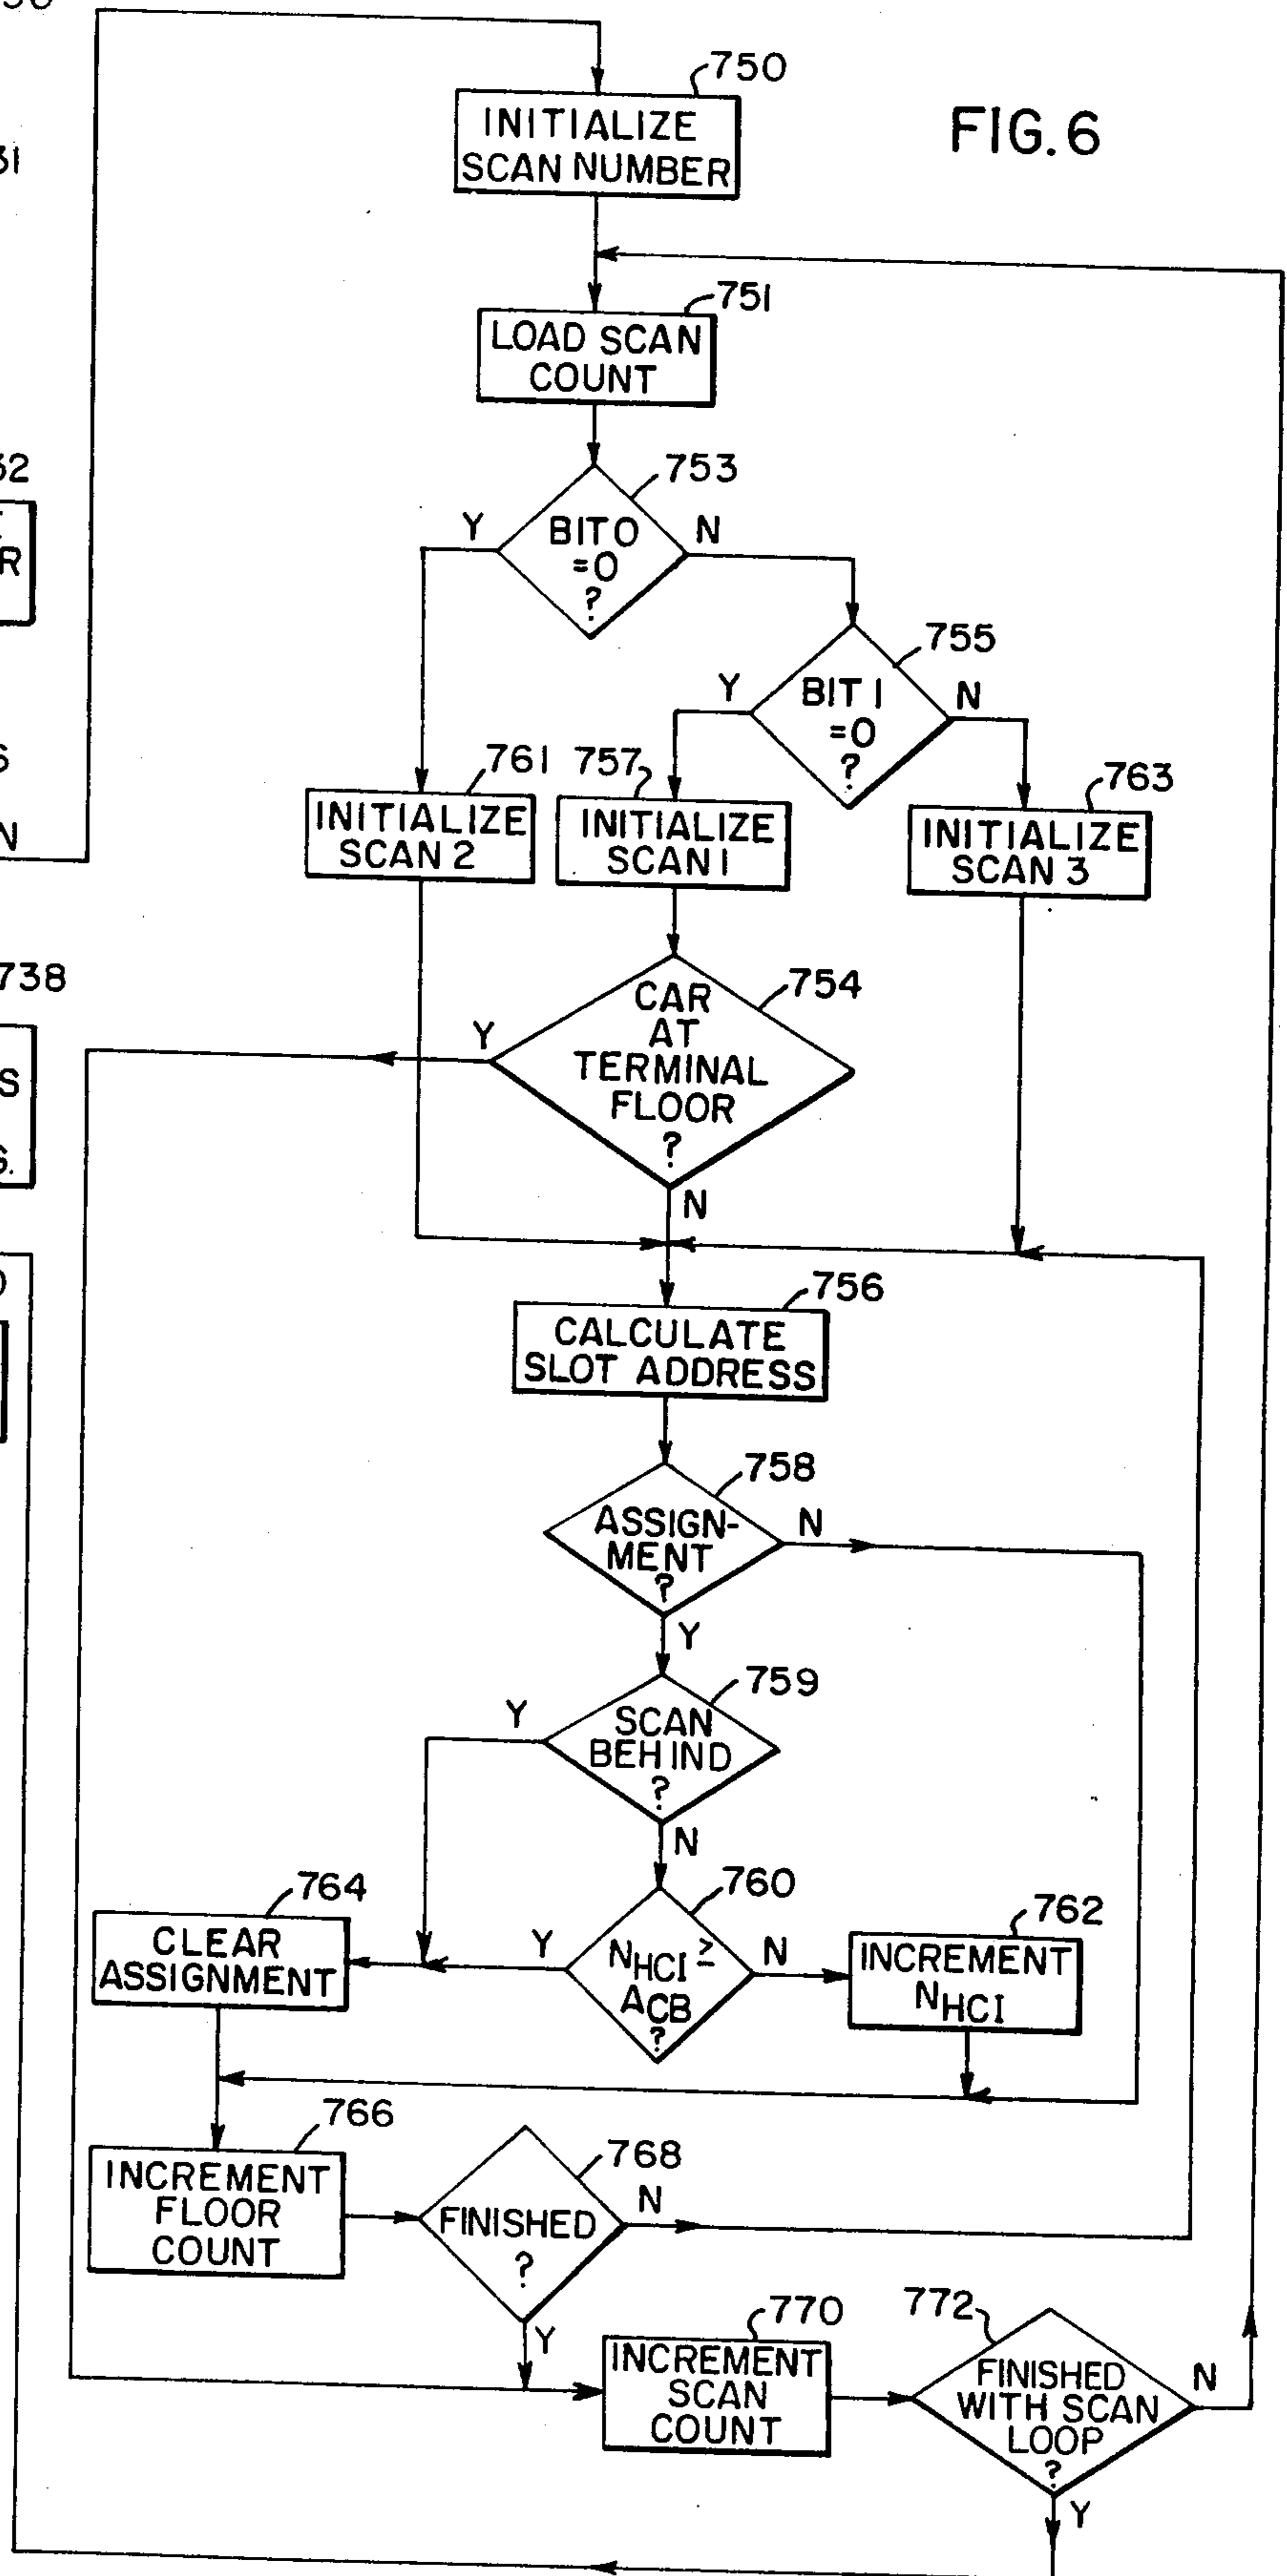 750
FIG. 6
INITIALIZE
SCAN NUMBER
31
751
LOAD SCAN
COUNT
32
753
Y
BIT 0
=0
?
N
R
755
Y
BIT 1
=0
?
N
6
761
757
763
N
INITIALIZE
SCAN 2
INITIALIZE
SCAN 1
INITIALIZE
SCAN 3
738
754
Y
CAR
AT
TERMINAL
FLOOR
?
N
S
756
CALCULATE
SLOT ADDRESS
758
ASSIGN-
MENT
?
N
Y
759
Y
SCAN
BEHIND
?
N
764
760
762
CLEAR
ASSIGNMENT
Y
NHCI ≥
ACB
?
N
INCREMENT
NHCI
766
768
INCREMENT
FLOOR
COUNT
FINISHED
?
N
Y
770
772
INCREMENT
SCAN
COUNT
FINISHED
WITH SCAN
LOOP
?
N
Y